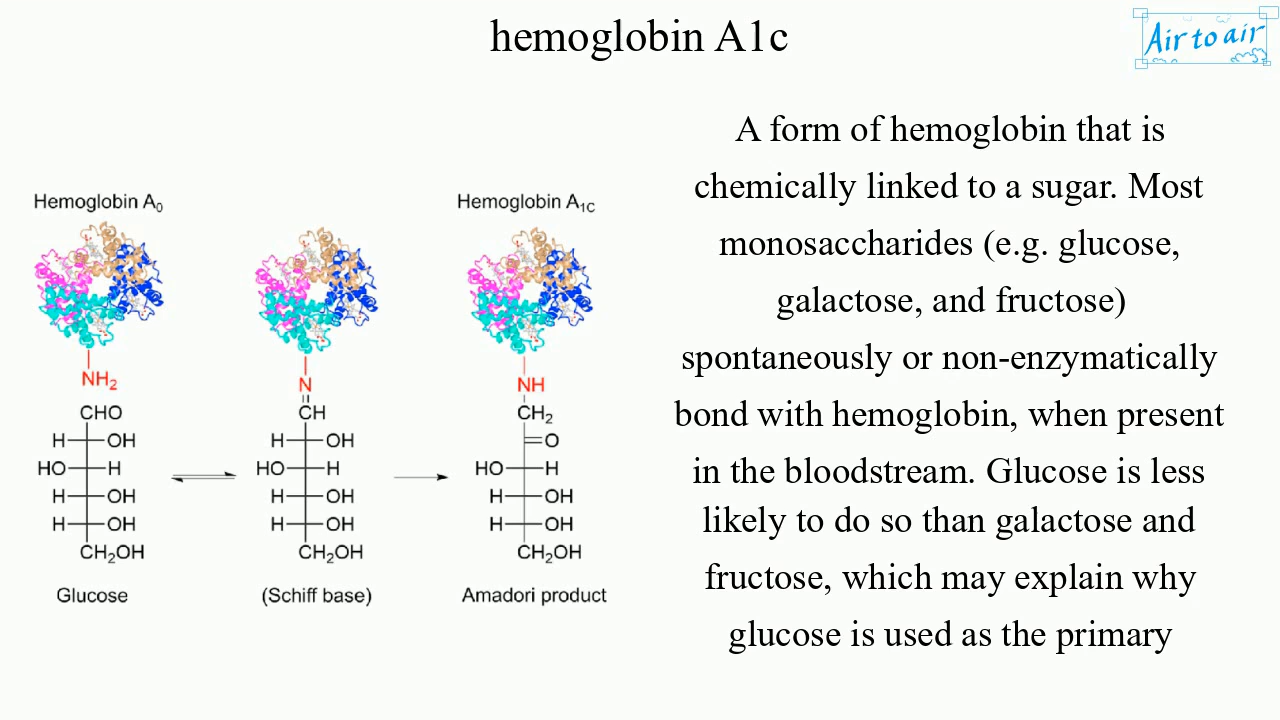 hemoglobin A1c
Air to air
Hemoglobin A0
Hemoglobin A1C
NH2
N
NH
CHO
CH
CH2
H OH
H OH
O
HO H
HO H
HO H
H OH
H OH
H OH
H OH
H OH
H OH
CH2OH
CH2OH
CH2OH
Glucose
(Schiff base)
Amadori product
A form of hemoglobin that is
chemically linked to a sugar. Most
monosaccharides (e.g. glucose,
galactose, and fructose)
spontaneously or non-enzymatically
bond with hemoglobin, when present
in the bloodstream. Glucose is less
likely to do so than galactose and
fructose, which may explain why
glucose is used as the primary